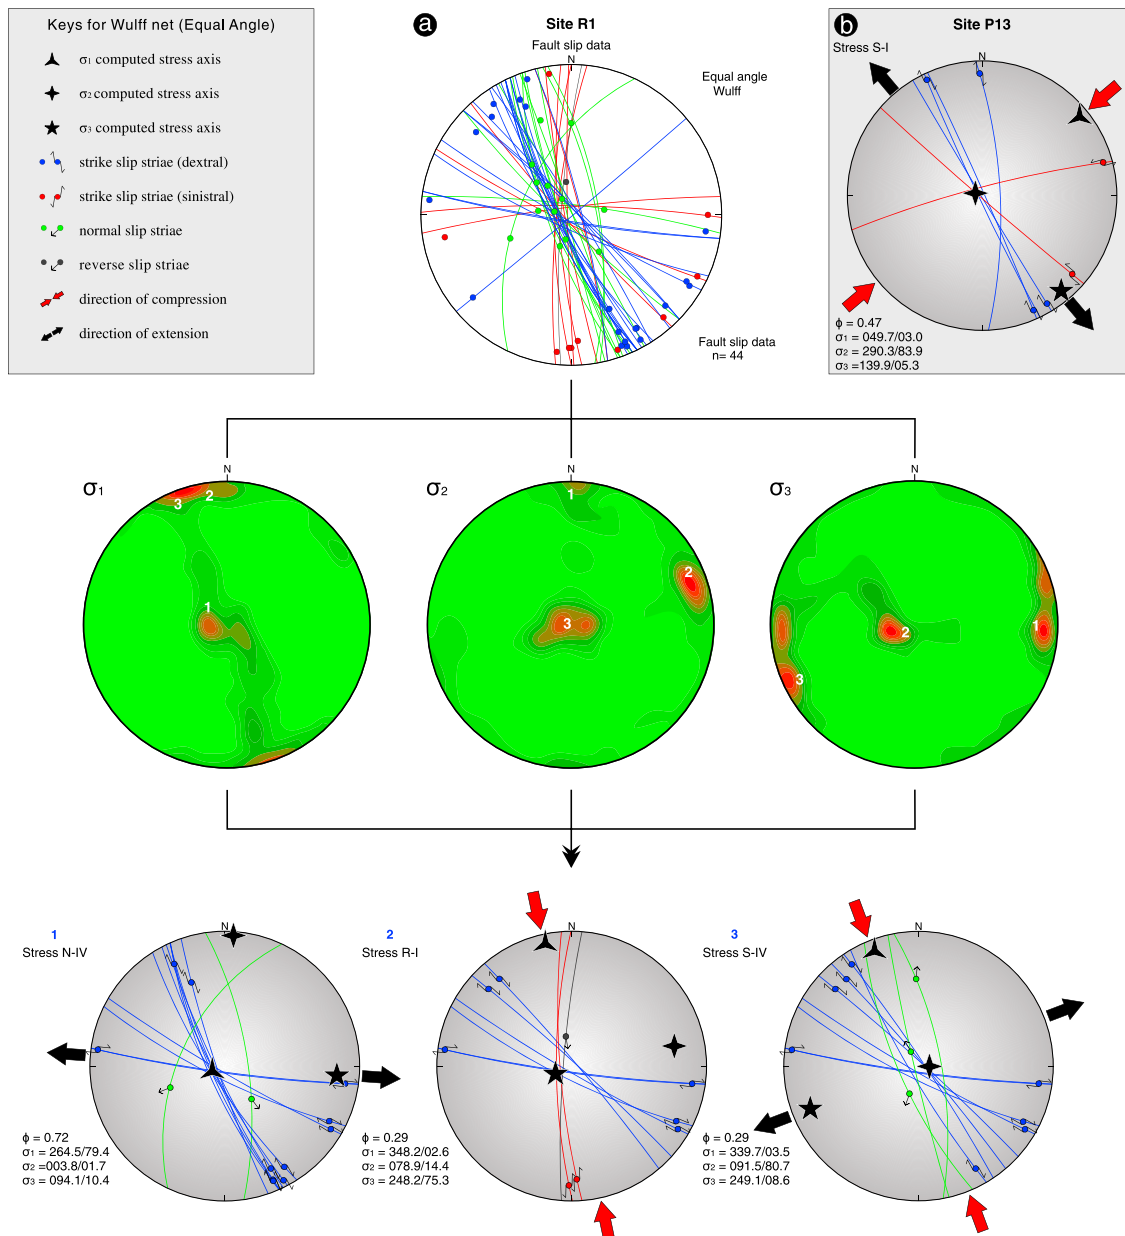 Keys for Wulff net (Equal Angle)
σ1 computed stress axis
σ2 computed stress axis
σ3 computed stress axis
strike slip striae (dextral)
strike slip striae (sinistral)
normal slip striae
reverse slip striae
direction of compression
direction of extension
a
Site R1
Fault slip data
N
Equal angle
Wulff
Fault slip data
n= 44
b
Site P13
Stress S-I
N
ϕ = 0.47
σ1 = 049.7/03.0
σ2 = 290.3/83.9
σ3 =139.9/05.3
σ1
N
3
2
1
σ2
N
1
2
3
σ3
N
1
2
3
1
Stress N-IV
N
ϕ = 0.72
σ1 = 264.5/79.4
σ2 =003.8/01.7
σ3 = 094.1/10.4
2
Stress R-I
N
ϕ = 0.29
σ1 = 348.2/02.6
σ2 = 078.9/14.4
σ3 = 248.2/75.3
3
Stress S-IV
N
ϕ = 0.29
σ1 = 339.7/03.5
σ2 = 091.5/80.7
σ3 = 249.1/08.6